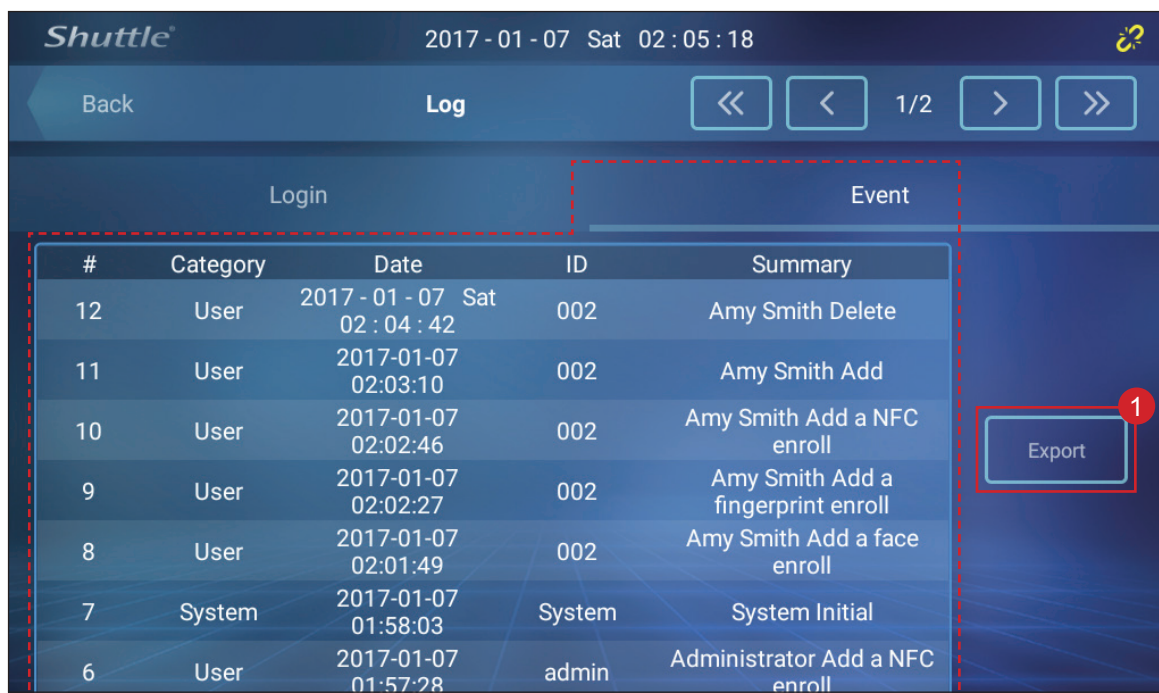 Shuttle 2017 - 01 - 07 Sat 02 : 05 : 18
Back Log 1/2
Login Event
# Category Date ID Summary
12 User 2017 - 01 - 07 Sat 002 Amy Smith Delete
02 : 04 : 42
11 User 2017-01-07 002 Amy Smith Add
02:03:10
10 User 2017-01-07 002 Amy Smith Add a NFC
02:02:46 enroll
9 User 2017-01-07 002 Amy Smith Add a
02:02:27 fingerprint enroll
8 User 2017-01-07 002 Amy Smith Add a face
02:01:49 enroll
7 System 2017-01-07 System System Initial
01:58:03
6 User 2017-01-07 admin Administrator Add a NFC
01:57:28 enroll
1
Export